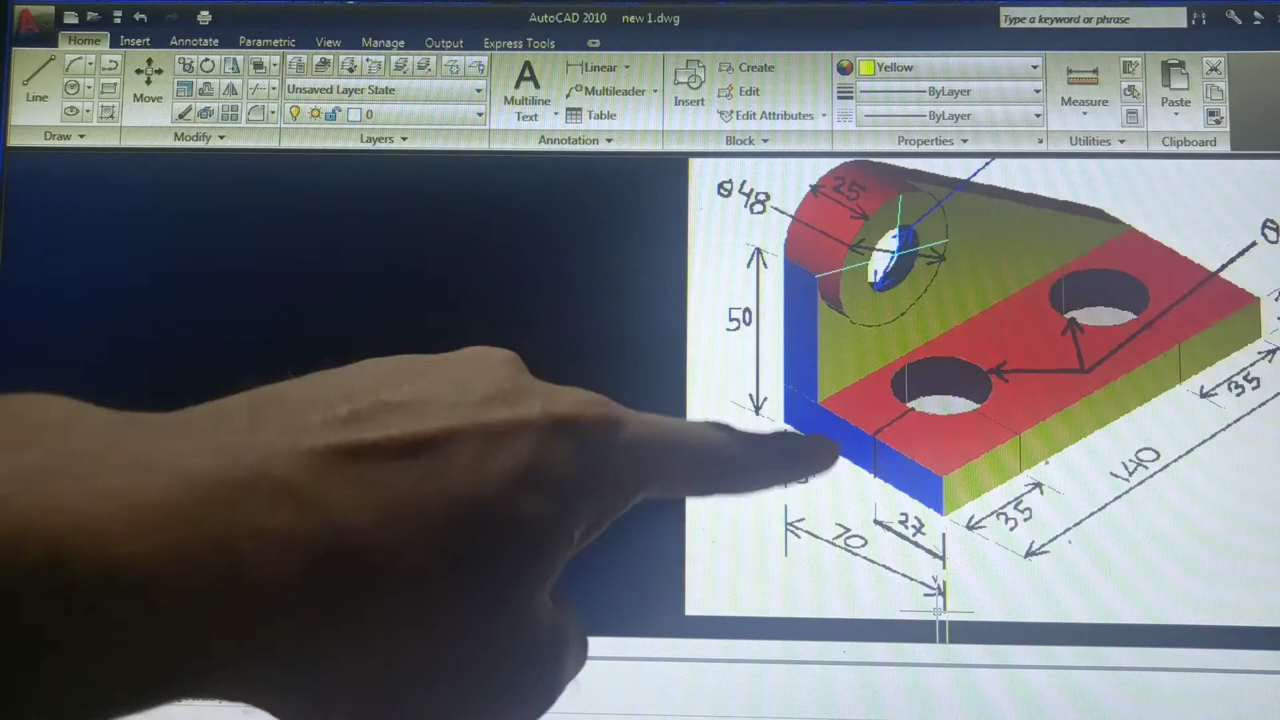 AutoCAD 2010 new 1.dwg
Type a keyword or phrase
Home Insert Annotate Parametric View Manage Output Express Tools
Line
Move
Unsaved Layer State
0
Multiline Text
Linear
Multileader
Table
Insert
Create
Edit
Edit Attributes
Yellow
ByLayer
ByLayer
Measure
Paste
Draw Modify Layers Annotation Block Properties Utilities Clipboard
ø48
25
50
35
140
35
27
70